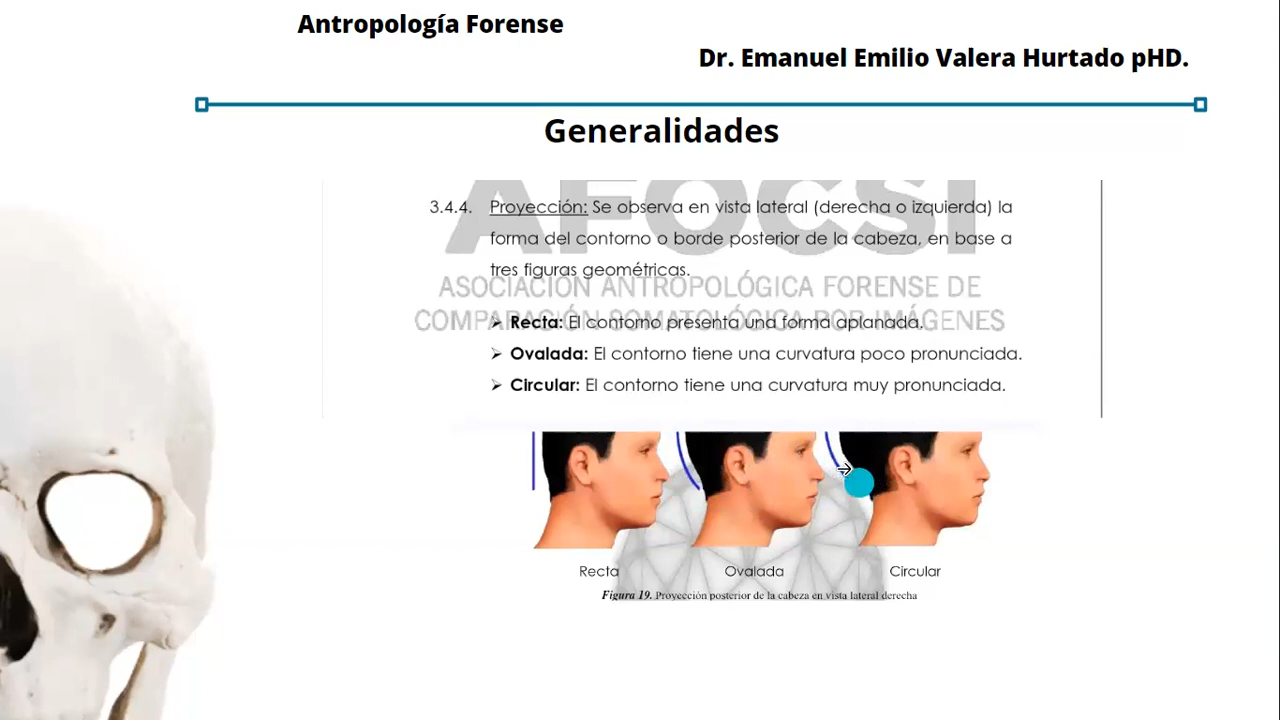 Antropología Forense
Dr. Emanuel Emilio Valera Hurtado pHD.
Generalidades
AFOCSI
3.4.4. Proyección: Se observa en vista lateral (derecha o izquierda) la
forma del contorno o borde posterior de la cabeza, en base a
tres figuras geométricas.
ASOCIACIÓN ANTROPOLÓGICA FORENSE DE
COMPARACIÓN SOMATOLÓGICA POR IMÁGENES
➢ Recta: El contorno presenta una forma aplanada.
➢ Ovalada: El contorno tiene una curvatura poco pronunciada.
➢ Circular: El contorno tiene una curvatura muy pronunciada.
Recta Ovalada Circular
Figura 19. Proyección posterior de la cabeza en vista lateral derecha